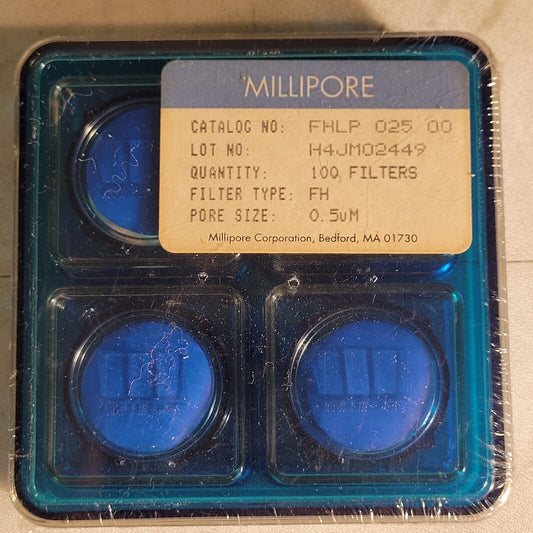 MILLIPORE
CATALOG NO: FHLP 025 00
LOT NO: H4JM02449
QUANTITY: 100 FILTERS
FILTER TYPE: FH
PORE SIZE: 0.5uM
Millipore Corporation, Bedford, MA 01730